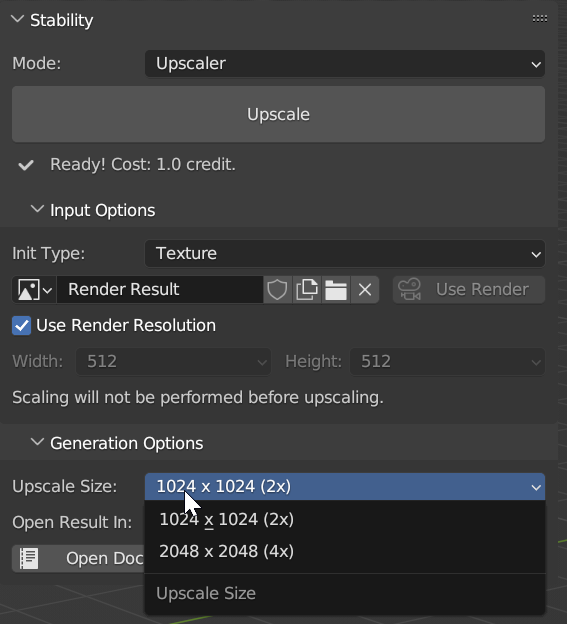 Stability
Mode: Upscaler
Upscale
Ready! Cost: 1.0 credit.
Input Options
Init Type: Texture
Render Result Use Render
Use Render Resolution
Width: 512 Height: 512
Scaling will not be performed before upscaling.
Generation Options
Upscale Size: 1024 x 1024 (2x)
Open Result In: 1024 x 1024 (2x)
2048 x 2048 (4x)
Open Doc
Upscale Size